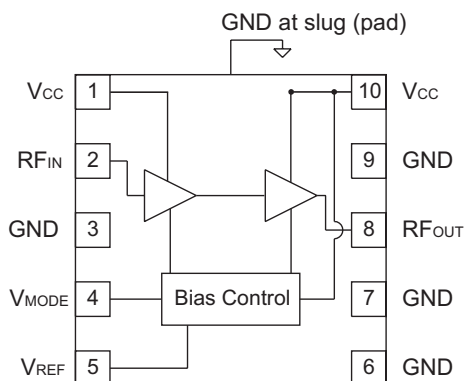 GND at slug (pad)
VCC 1 10 VCC
RFIN 2 9 GND
GND 3 8 RFOUT
VMODE 4 Bias Control 7 GND
VREF 5 6 GND